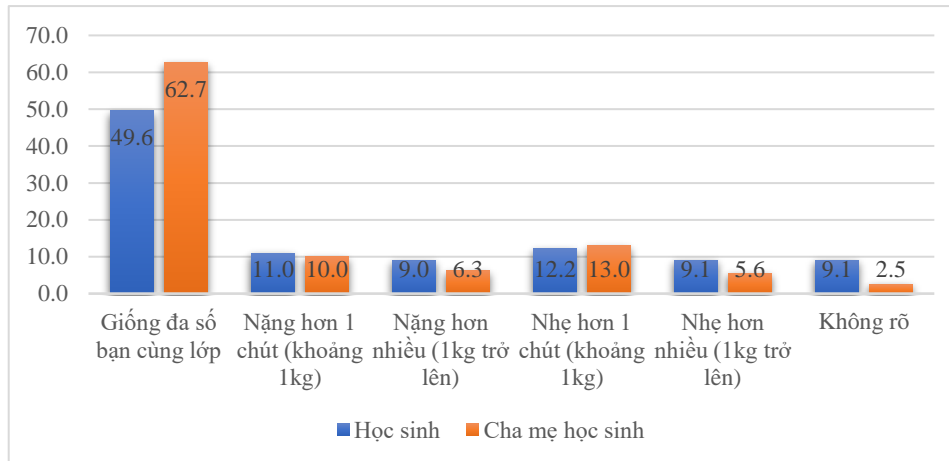 70.0
60.0
50.0
40.0
30.0
20.0
10.0
0.0
49.6
62.7
11.0
10.0
9.0
6.3
12.2
13.0
9.1
5.6
9.1
2.5
Giống đa số
bạn cùng lớp
Nặng hơn 1
chút (khoảng
1kg)
Nặng hơn
nhiều (1kg trở
lên)
Nhẹ hơn 1
chút (khoảng
1kg)
Nhẹ hơn
nhiều (1kg trở
lên)
Không rõ
Học sinh
Cha mẹ học sinh